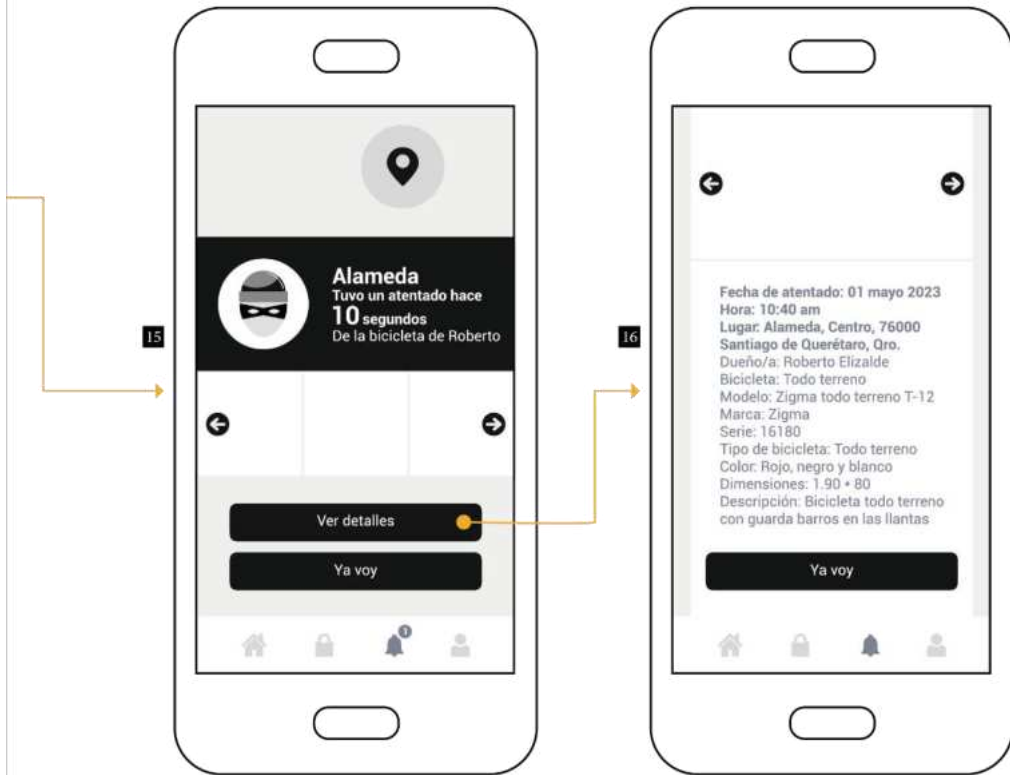 15
Alameda
Tuvo un atentado hace
10 segundos
De la bicicleta de Roberto
Ver detalles
Ya voy
1
16
Fecha de atentado: 01 mayo 2023
Hora: 10:40 am
Lugar: Alameda, Centro, 76000
Santiago de Querétaro, Qro.
Dueño/a: Roberto Elizalde
Bicicleta: Todo terreno
Modelo: Zigma todo terreno T-12
Marca: Zigma
Serie: 16180
Tipo de bicicleta: Todo terreno
Color: Rojo, negro y blanco
Dimensiones: 1.90 * 80
Descripción: Bicicleta todo terreno
con guarda barros en las llantas
Ya voy